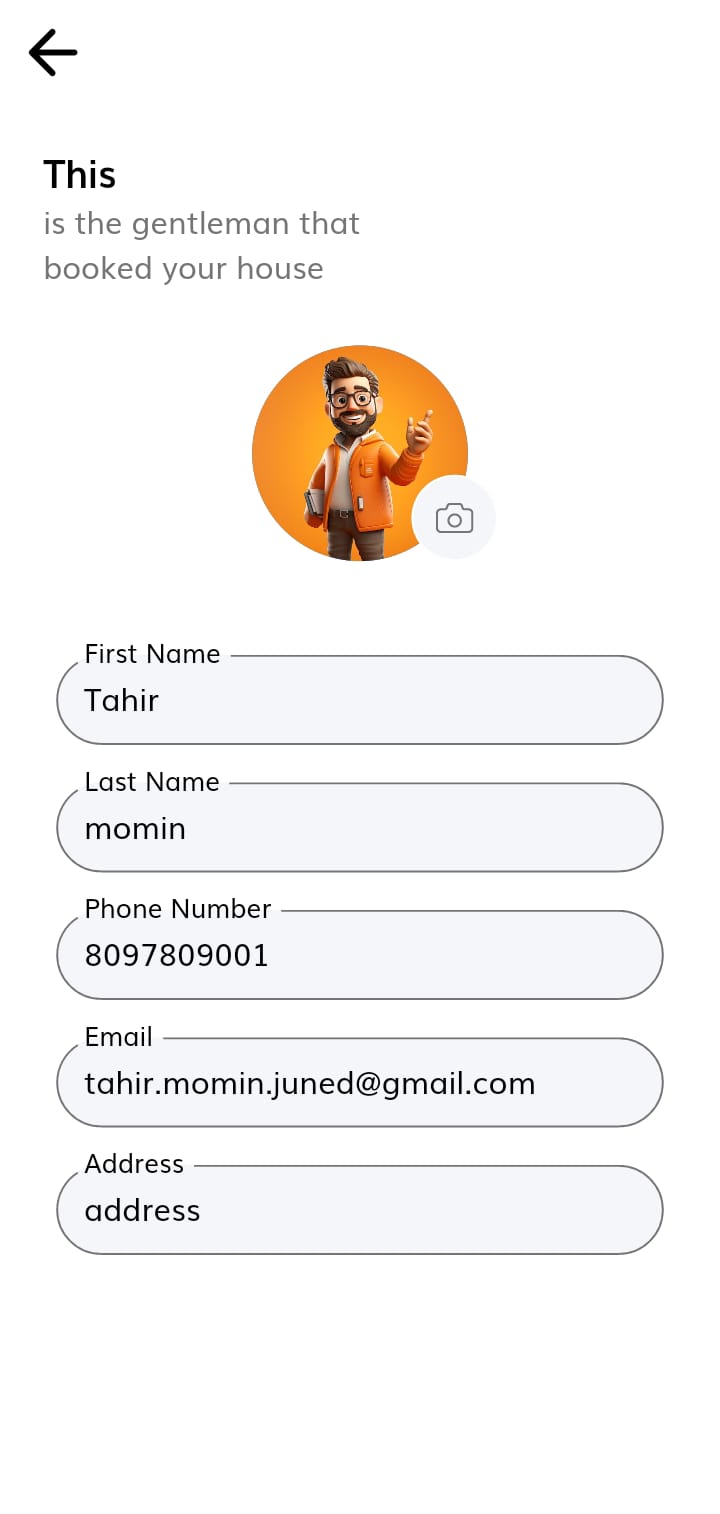 This
is the gentleman that
booked your house
First Name
Tahir
Last Name
momin
Phone Number
8097809001
Email
tahir.momin.juned@gmail.com
Address
address